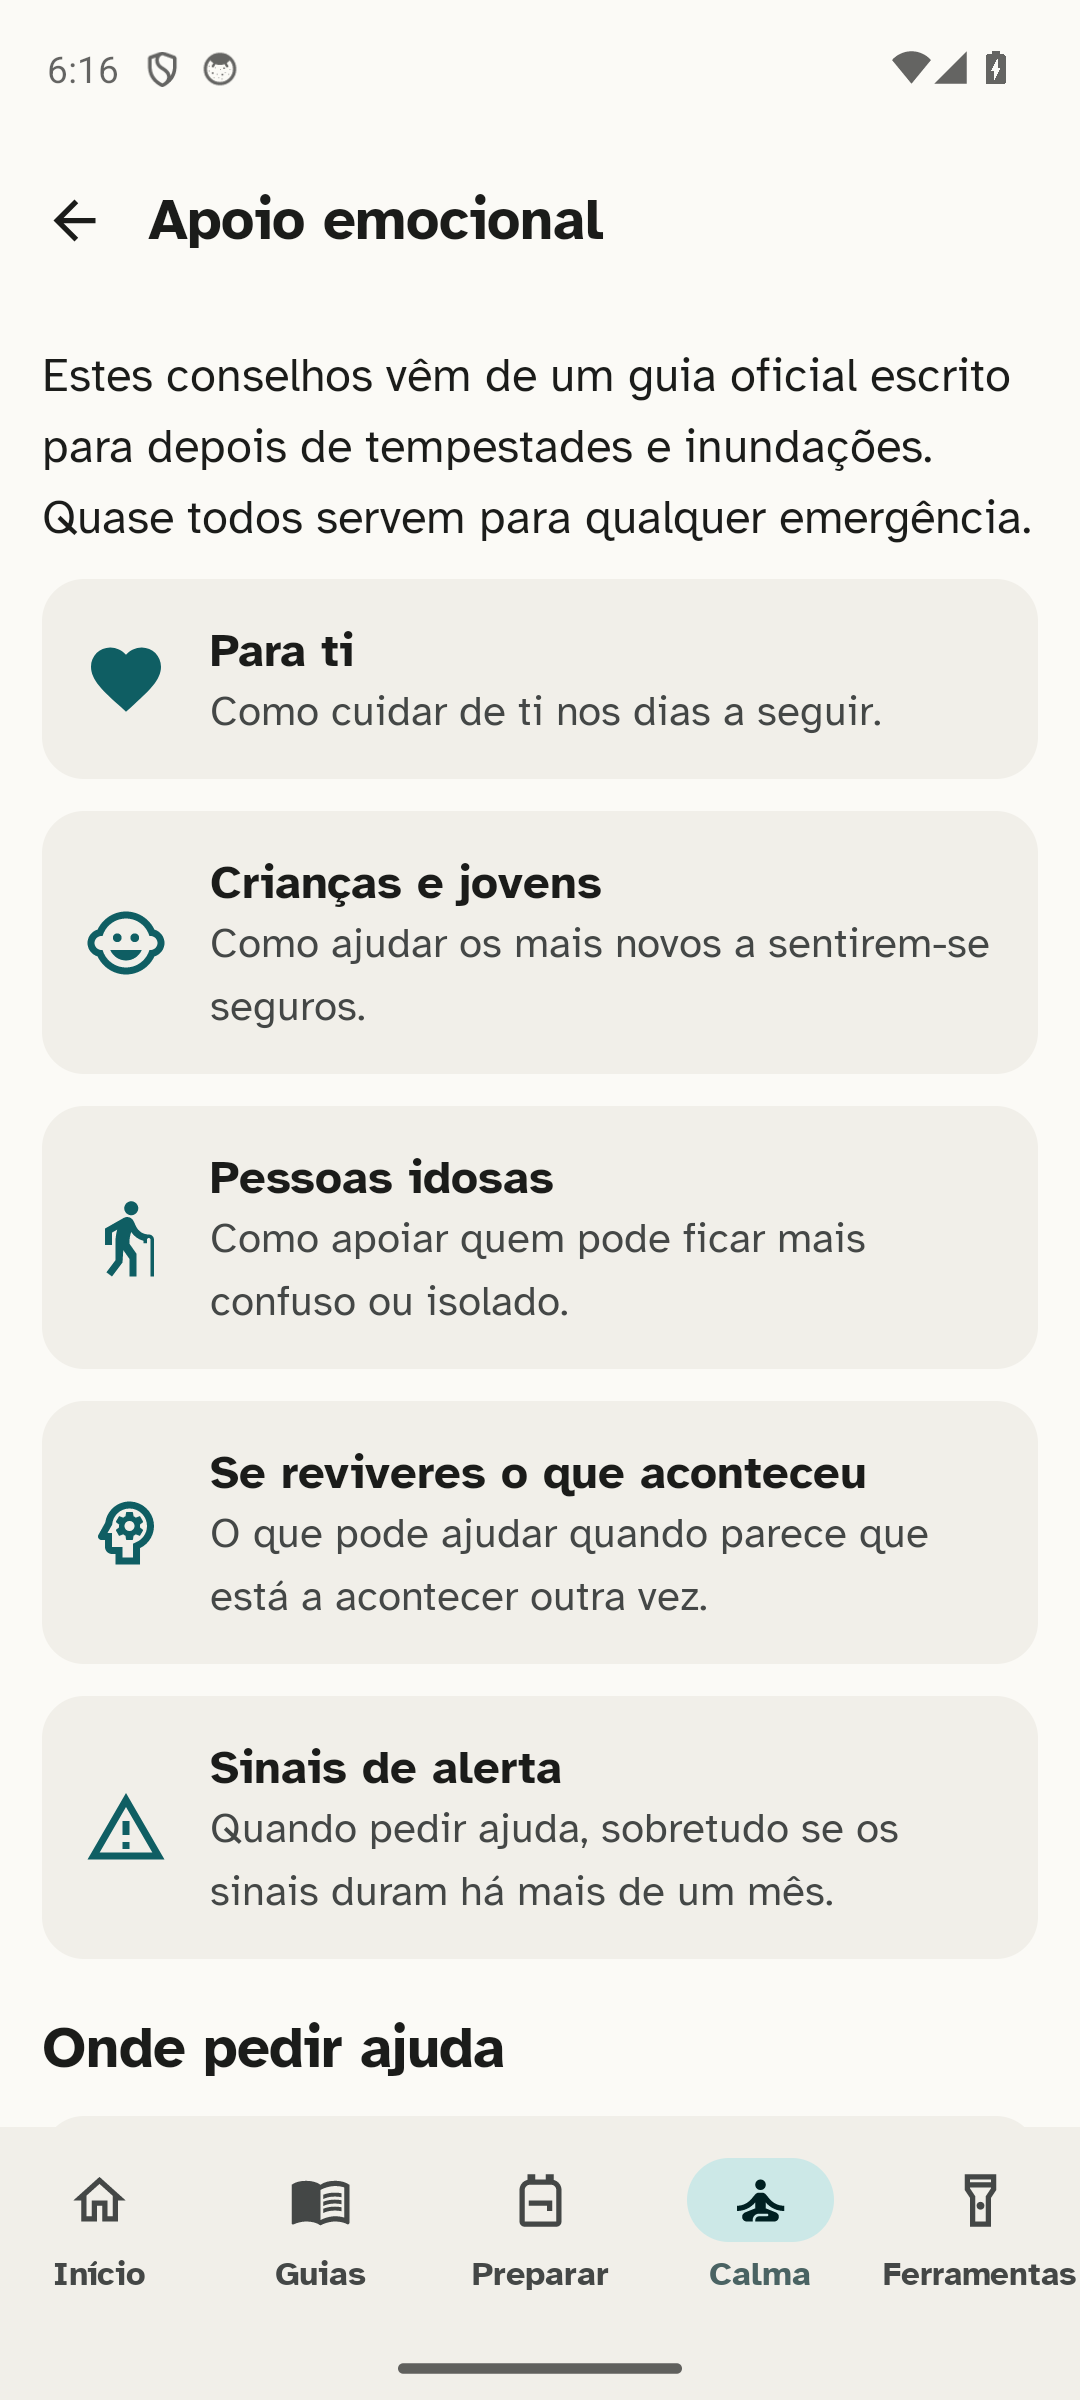 6:16
Apoio emocional
Estes conselhos vêm de um guia oficial escrito
para depois de tempestades e inundações.
Quase todos servem para qualquer emergência.
Para ti
Como cuidar de ti nos dias a seguir.
Crianças e jovens
Como ajudar os mais novos a sentirem-se
seguros.
Pessoas idosas
Como apoiar quem pode ficar mais
confuso ou isolado.
Se reviveres o que aconteceu
O que pode ajudar quando parece que
está a acontecer outra vez.
Sinais de alerta
Quando pedir ajuda, sobretudo se os
sinais duram há mais de um mês.
Onde pedir ajuda
Início
Guias
Preparar
Calma
Ferramentas